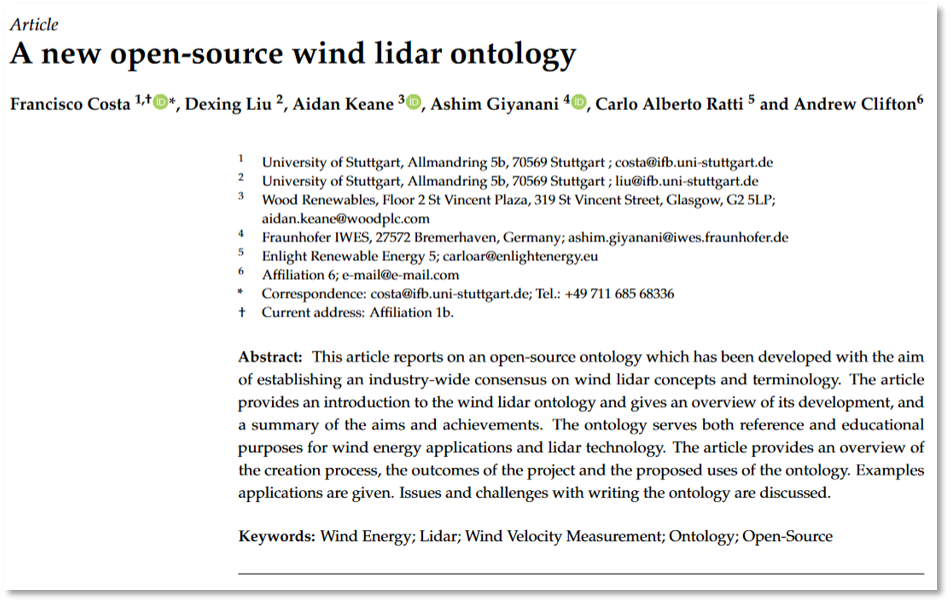 Article
A new open-source wind lidar ontology
Francisco Costa 1,† iD *, Dexing Liu 2, Aidan Keane 3 iD, Ashim Giyanani 4 iD, Carlo Alberto Ratti 5 and Andrew Clifton6
1 University of Stuttgart, Allmandring 5b, 70569 Stuttgart ; costa@ifb.uni-stuttgart.de
2 University of Stuttgart, Allmandring 5b, 70569 Stuttgart ; liu@ifb.uni-stuttgart.de
3 Wood Renewables, Floor 2 St Vincent Plaza, 319 St Vincent Street, Glasgow, G2 5LP;
aidan.keane@woodplc.com
4 Fraunhofer IWES, 27572 Bremerhaven, Germany; ashim.giyanani@iwes.fraunhofer.de
5 Enlight Renewable Energy 5; carloar@enlightenergy.eu
6 Affiliation 6; e-mail@e-mail.com
* Correspondence: costa@ifb.uni-stuttgart.de; Tel.: +49 711 685 68336
† Current address: Affiliation 1b.
Abstract: This article reports on an open-source ontology which has been developed with the aim
of establishing an industry-wide consensus on wind lidar concepts and terminology. The article
provides an introduction to the wind lidar ontology and gives an overview of its development, and
a summary of the aims and achievements. The ontology serves both reference and educational
purposes for wind energy applications and lidar technology. The article provides an overview of
the creation process, the outcomes of the project and the proposed uses of the ontology. Examples
applications are given. Issues and challenges with writing the ontology are discussed.
Keywords: Wind Energy; Lidar; Wind Velocity Measurement; Ontology; Open-Source